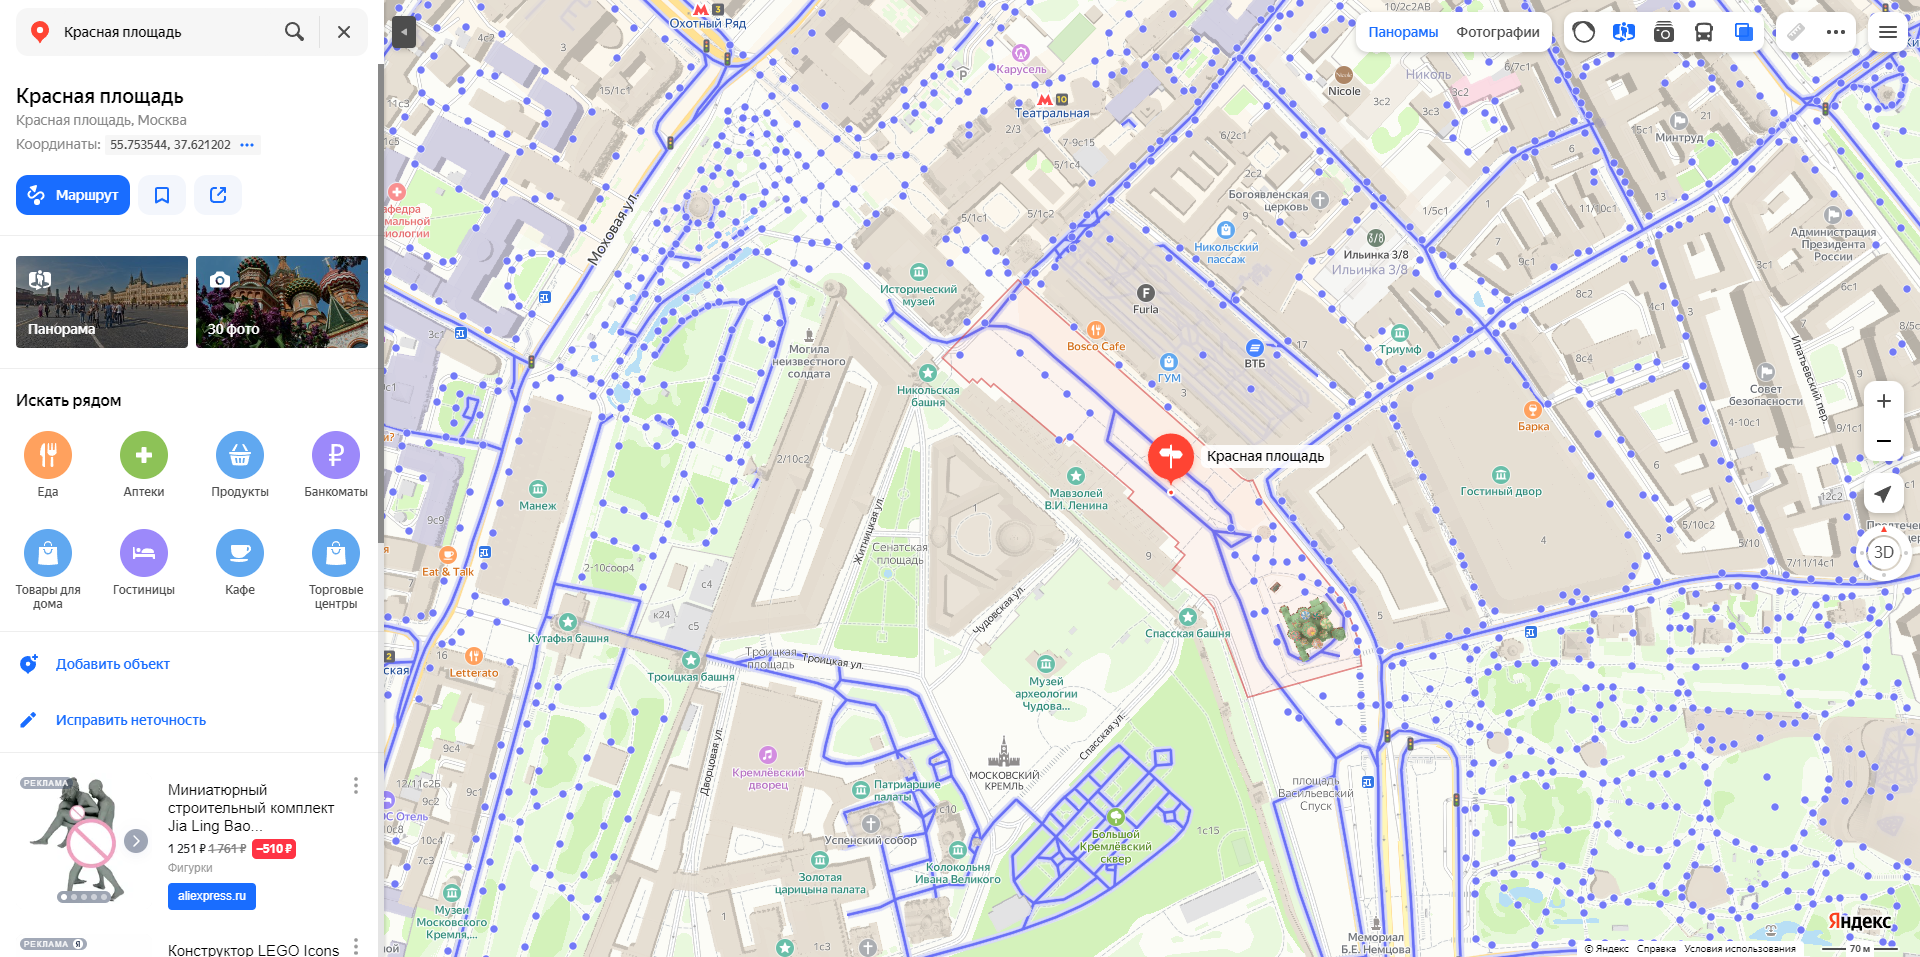 Красная площадь
Красная площадь
Красная площадь, Москва
Координаты: 55.753544, 37.621202
Маршрут
Панорама
30 фото
Искать рядом
Еда
Аптеки
Продукты
Банкоматы
Товары для дома
Гостиницы
Кафе
Торговые центры
Добавить объект
Исправить неточность
РЕКЛАМА
Миниатюрный
строительный комплект
Jia Ling Bao...
1 251 ₽ 1 761 ₽ –510 ₽
Фигурки
aliexpress.ru
РЕКЛАМА Я
Конструктор LEGO Icons
Панорамы Фотографии
Охотный Ряд
3
Карусель
10
Театральная
Nicole
Николь
Минтруд
Моховая ул.
Богоявленская
церковь
Никольский
пассаж
3/8
Ильинка 3/8
Ильинка 3/8
Администрация
Президента
России
Исторический
музей
Furla
Bosco Cafe
ГУМ
ВТБ
Триумф
Могила
неизвестного
солдата
Никольская
башня
Совет
безопасности
Ипатьевский пер.
Барка
Красная площадь
Гостиный двор
Манеж
Мавзолей
В.И. Ленина
Житницкая ул.
Сенатская
площадь
Eat & Talk
Чудовская ул.
Кутафья башня
Спасская башня
Троицкая
площадь
Троицкая ул.
Троицкая башня
Letterato
Музей
археологии
Чудова...
Спасская ул.
Дворцовая ул.
Кремлёвский
дворец
МОСКОВСКИЙ
КРЕМЛЬ
Патриаршие
палаты
площадь
Васильевский
Спуск
Успенский собор
Большой
Кремлёвский
сквер
Колокольня
Ивана Великого
Золотая
царицына палата
Музеи
Московского
Кремля,...
Мемориал
Б.Е. Немцова
3D
Яндекс
© Яндекс Справка Условия использования
70 м